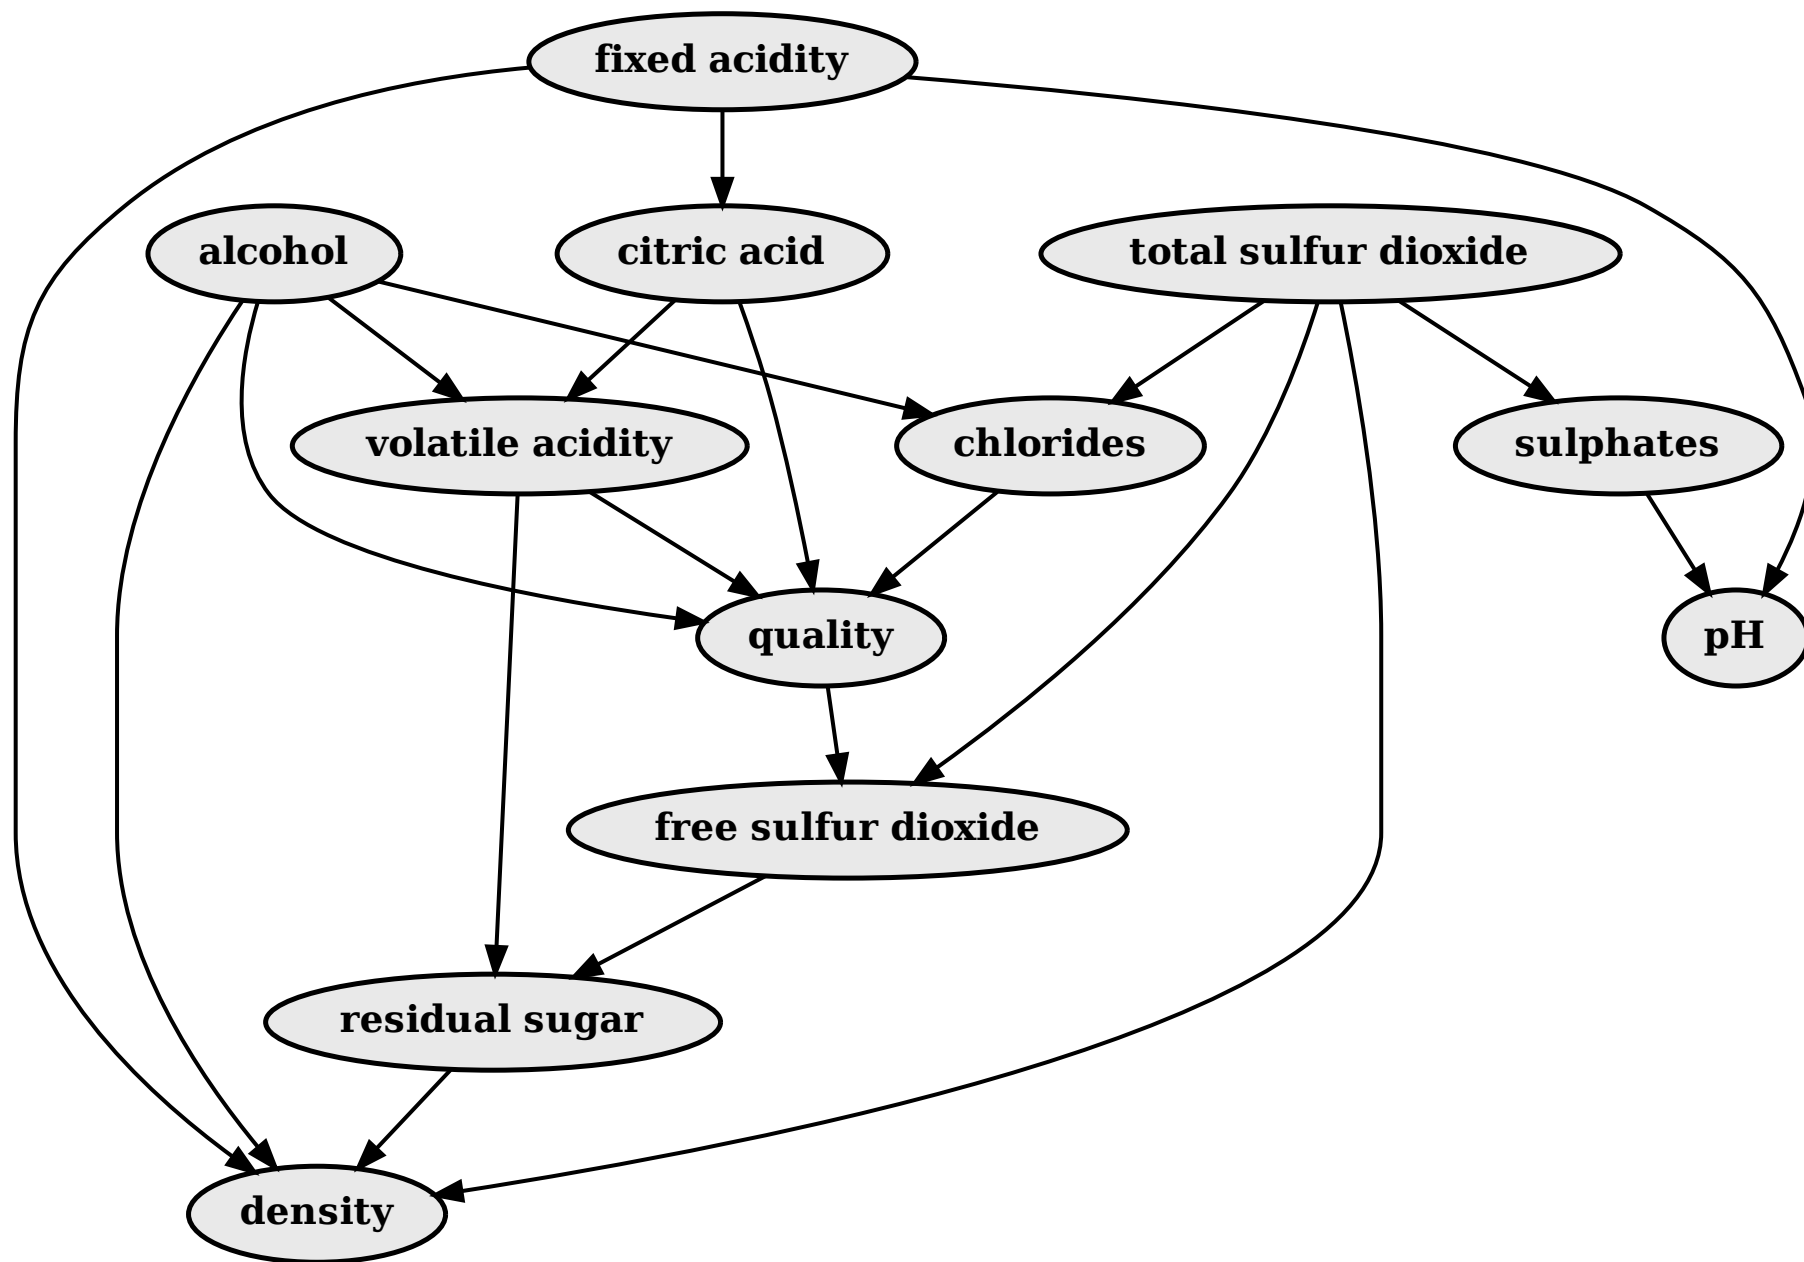 fixed acidity
alcohol
citric acid
total sulfur dioxide
volatile acidity
chlorides
sulphates
quality
pH
free sulfur dioxide
residual sugar
density